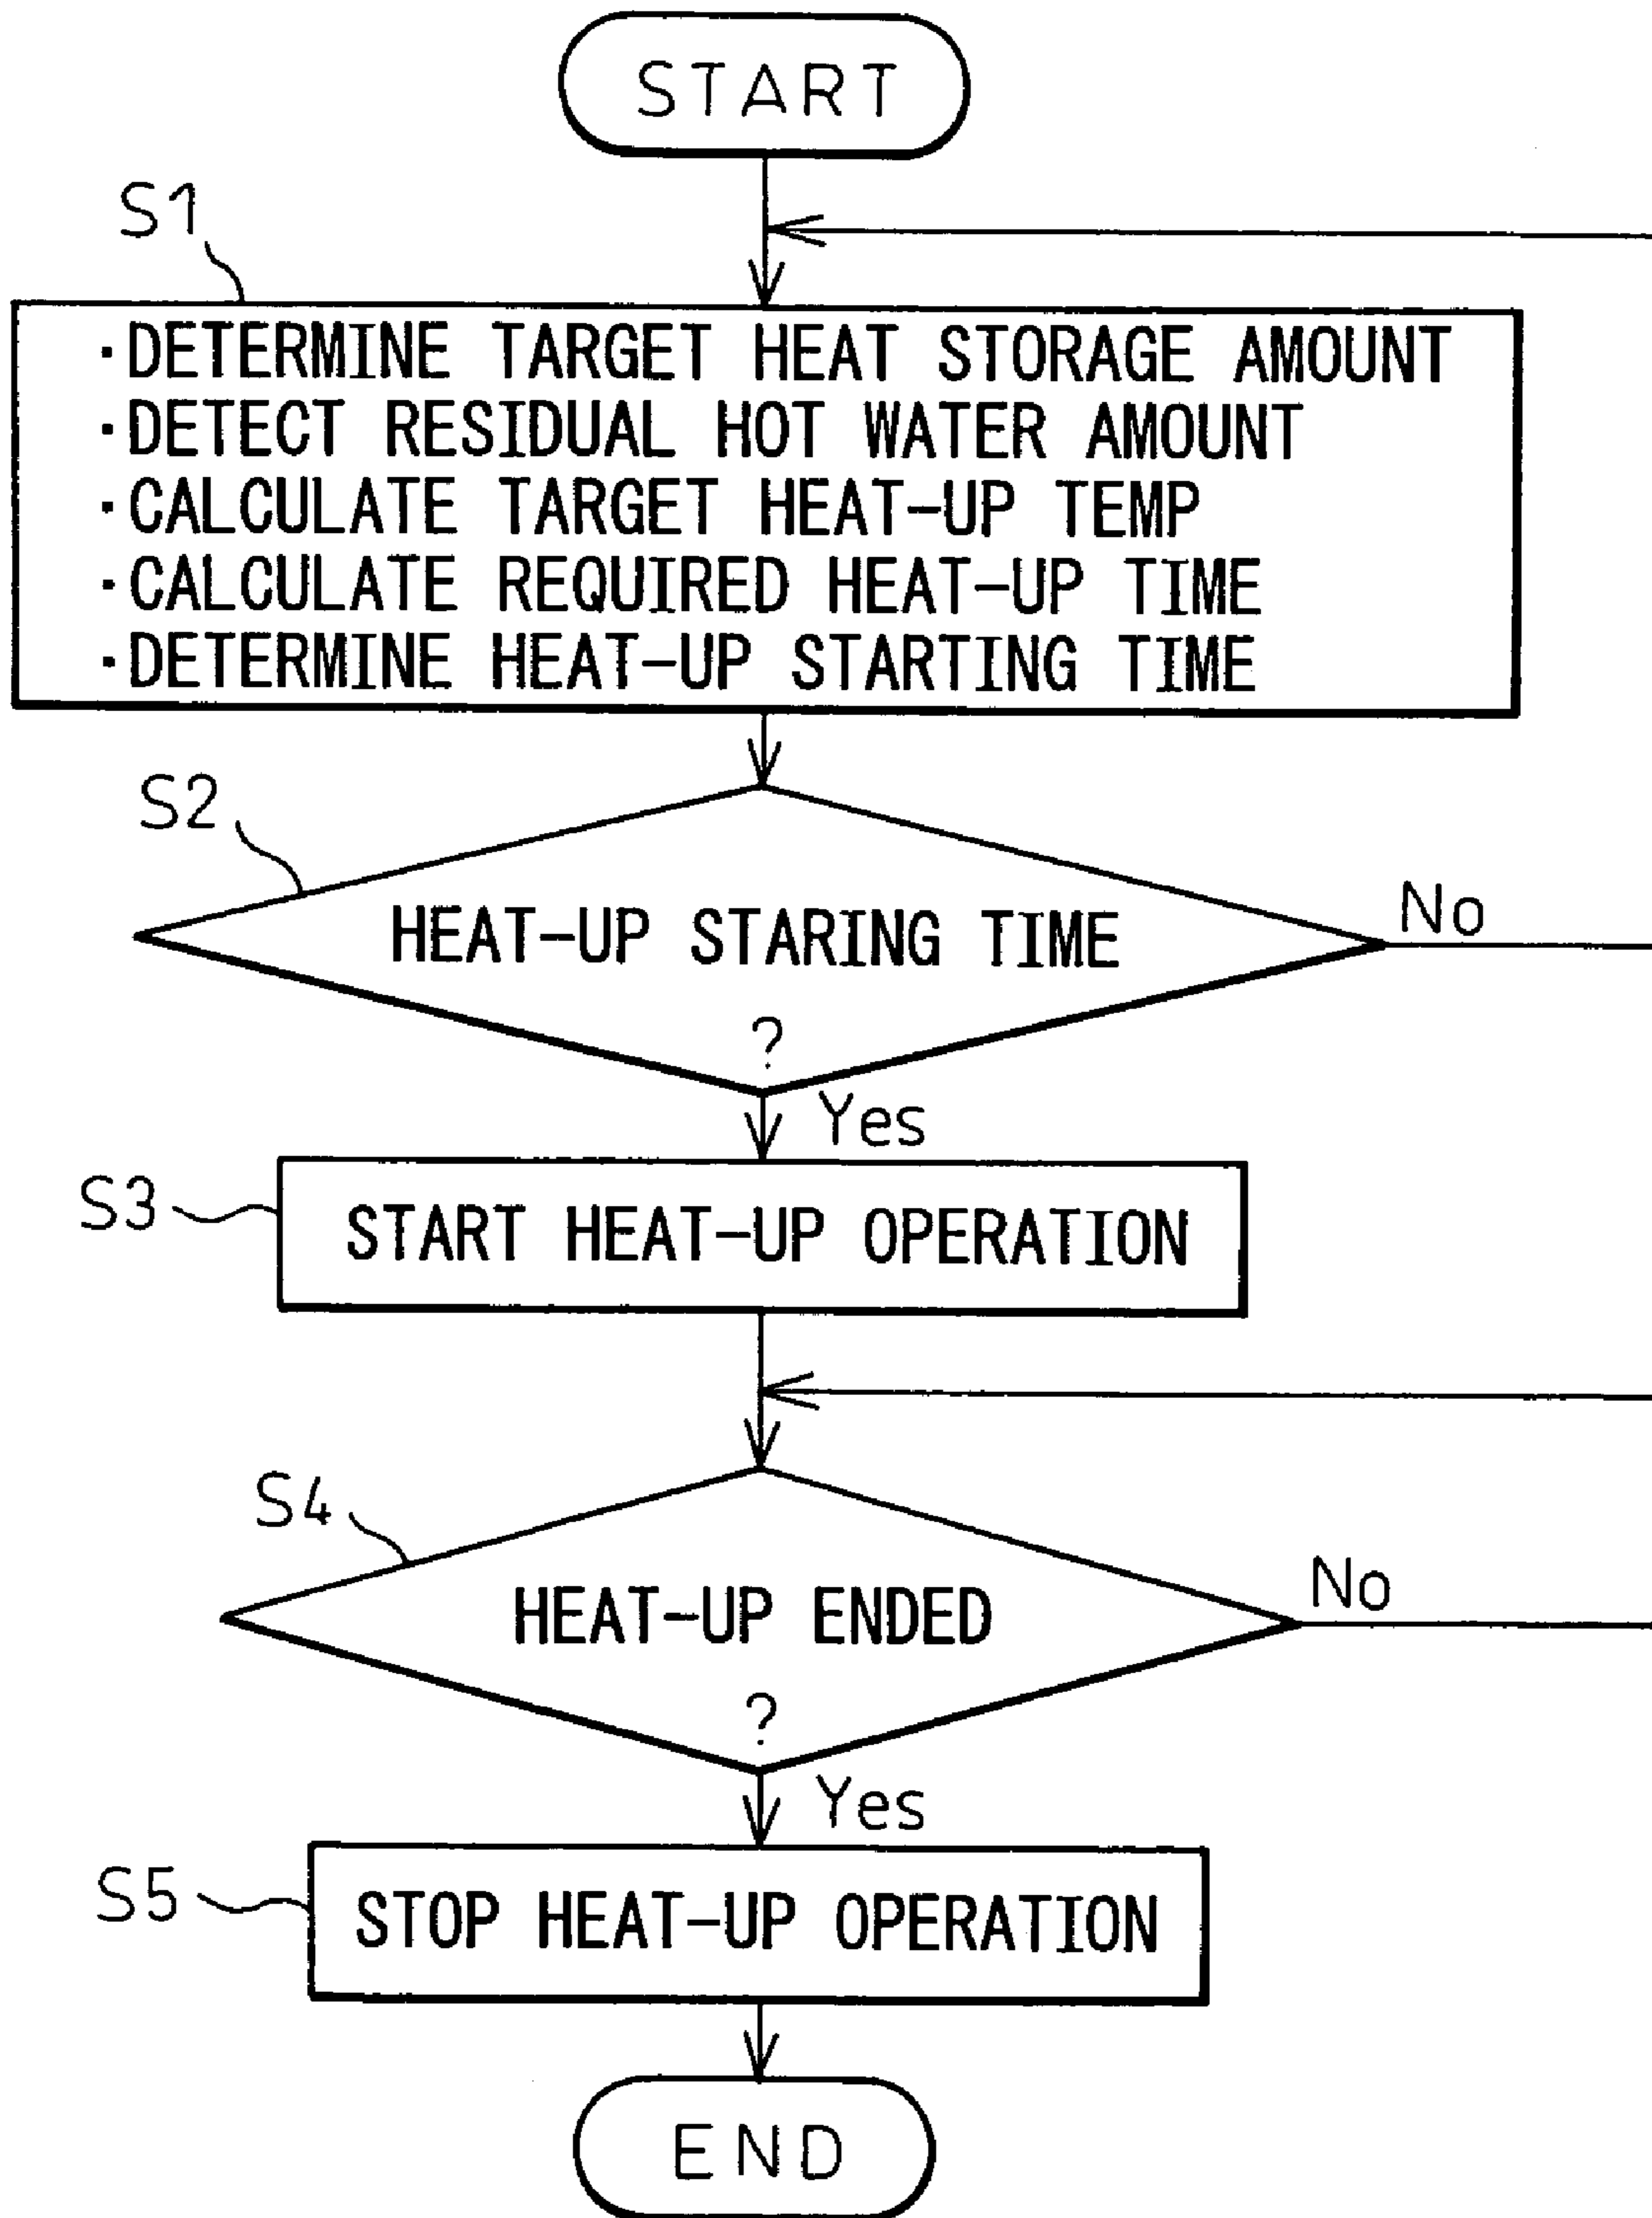 START
S1
·DETERMINE TARGET HEAT STORAGE AMOUNT
·DETECT RESIDUAL HOT WATER AMOUNT
·CALCULATE TARGET HEAT-UP TEMP
·CALCULATE REQUIRED HEAT-UP TIME
·DETERMINE HEAT-UP STARTING TIME
S2
HEAT-UP STARING TIME
?
No
Yes
S3
START HEAT-UP OPERATION
S4
HEAT-UP ENDED
?
No
Yes
S5
STOP HEAT-UP OPERATION
END